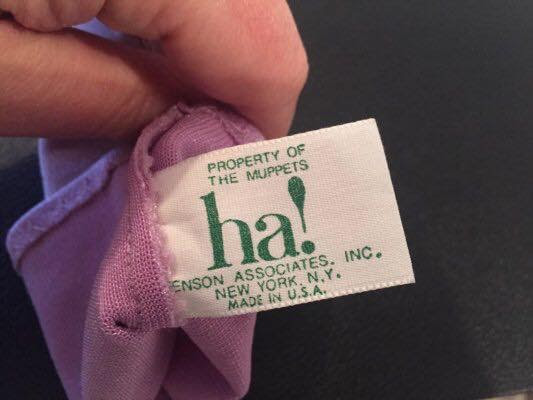 PROPERTY OF
THE MUPPETS
ha!
ENSON ASSOCIATES, INC.
NEW YORK, N.Y.
MADE IN U.S.A.